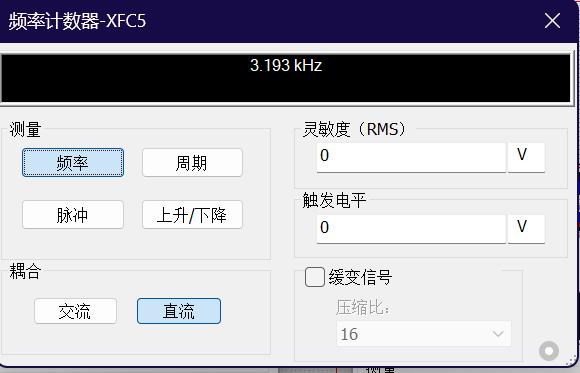 频率计数器-XFC5
3.193 kHz
测量
频率
周期
脉冲
上升/下降
耦合
交流
直流
灵敏度（RMS）
0
V
触发电平
0
V
缓变信号
压缩比：
16